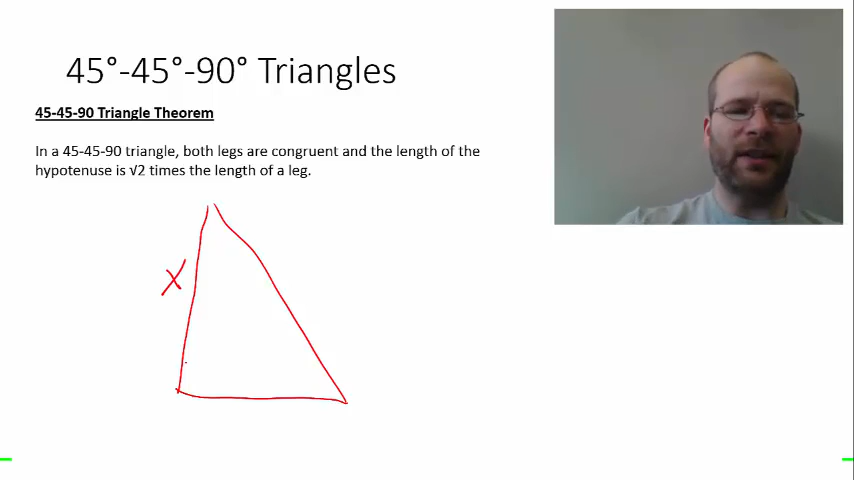 45°-45°-90° Triangles
45-45-90 Triangle Theorem
In a 45-45-90 triangle, both legs are congruent and the length of the
hypotenuse is √2 times the length of a leg.
x